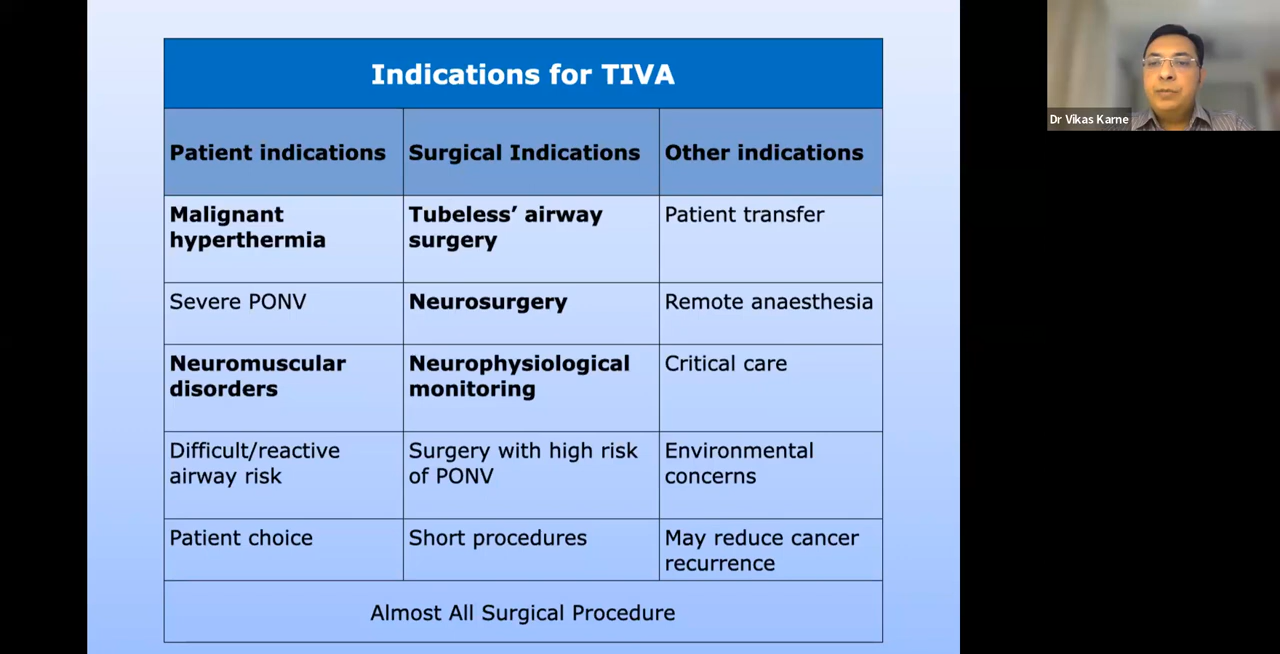 Indications for TIVA
Patient indications
Surgical Indications
Other indications
Malignant
hyperthermia
Tubeless’ airway
surgery
Patient transfer
Severe PONV
Neurosurgery
Remote anaesthesia
Neuromuscular
disorders
Neurophysiological
monitoring
Critical care
Difficult/reactive
airway risk
Surgery with high risk
of PONV
Environmental
concerns
Patient choice
Short procedures
May reduce cancer
recurrence
Almost All Surgical Procedure
Dr Vikas Karne